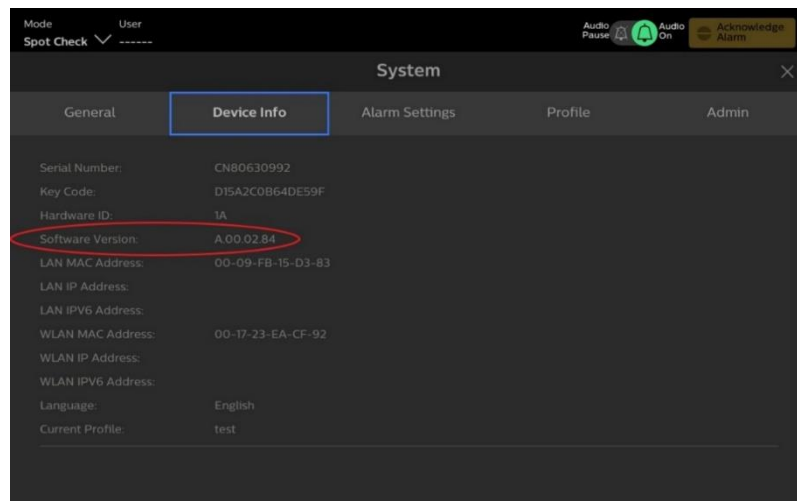 Mode User
Spot Check ------
Audio Pause Audio On Acknowledge Alarm
System
General Device Info Alarm Settings Profile Admin
Serial Number: CN80630992
Key Code: D15A2C0B64DE59F
Hardware ID: 1A
Software Version: A.00.02.84
LAN MAC Address: 00-09-FB-15-D3-83
LAN IP Address:
LAN IPV6 Address:
WLAN MAC Address: 00-17-23-EA-CF-92
WLAN IP Address:
WLAN IPV6 Address:
Language: English
Current Profile: test